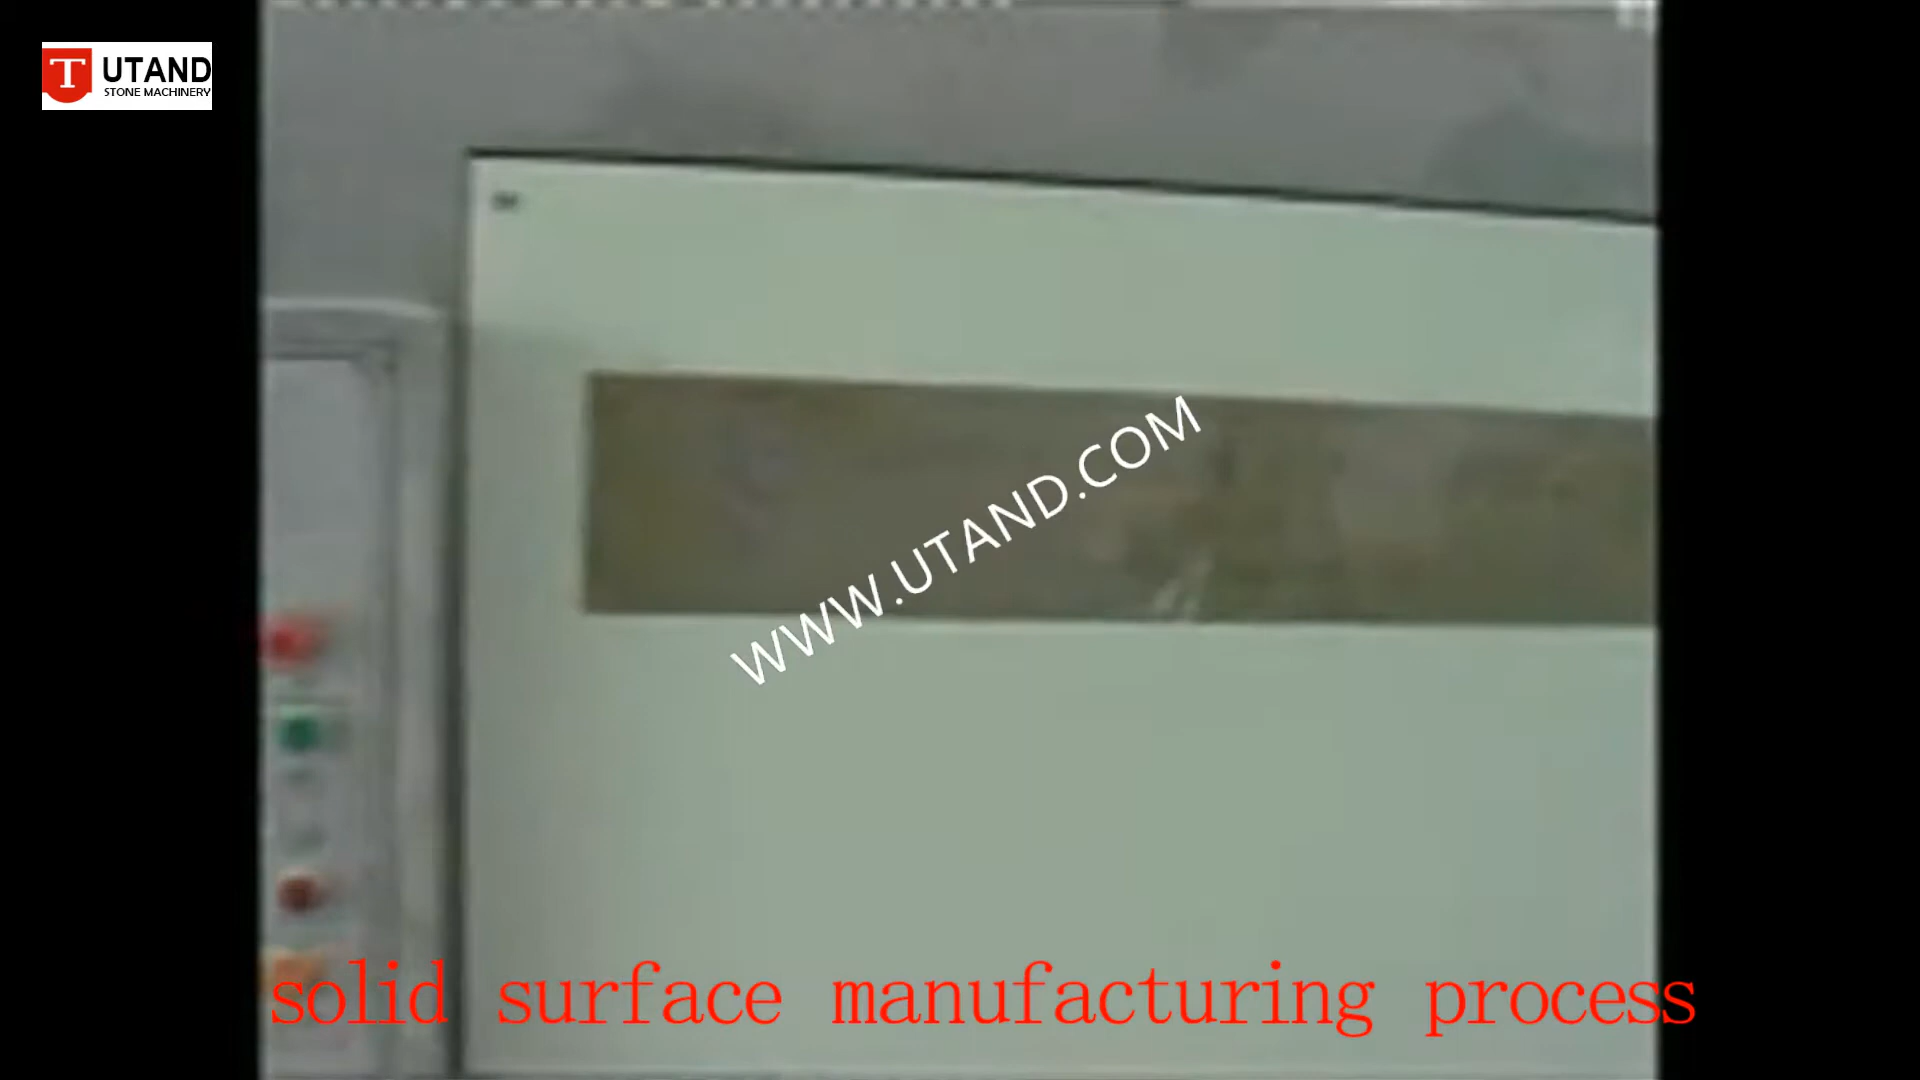 T UTAND
STONE MACHINERY
WWW.UTAND.COM
solid surface manufacturing process